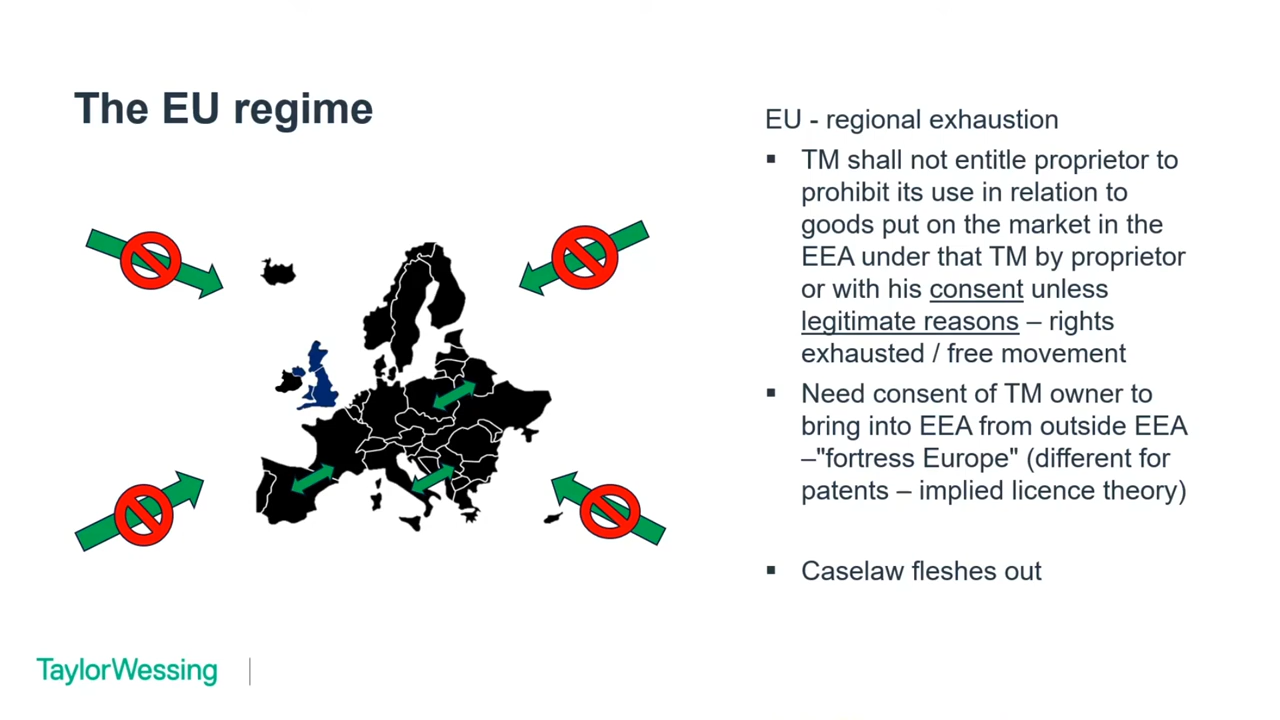 The EU regime
EU - regional exhaustion
▪ TM shall not entitle proprietor to
prohibit its use in relation to
goods put on the market in the
EEA under that TM by proprietor
or with his consent unless
legitimate reasons – rights
exhausted / free movement
▪ Need consent of TM owner to
bring into EEA from outside EEA
–"fortress Europe" (different for
patents – implied licence theory)
▪ Caselaw fleshes out
TaylorWessing